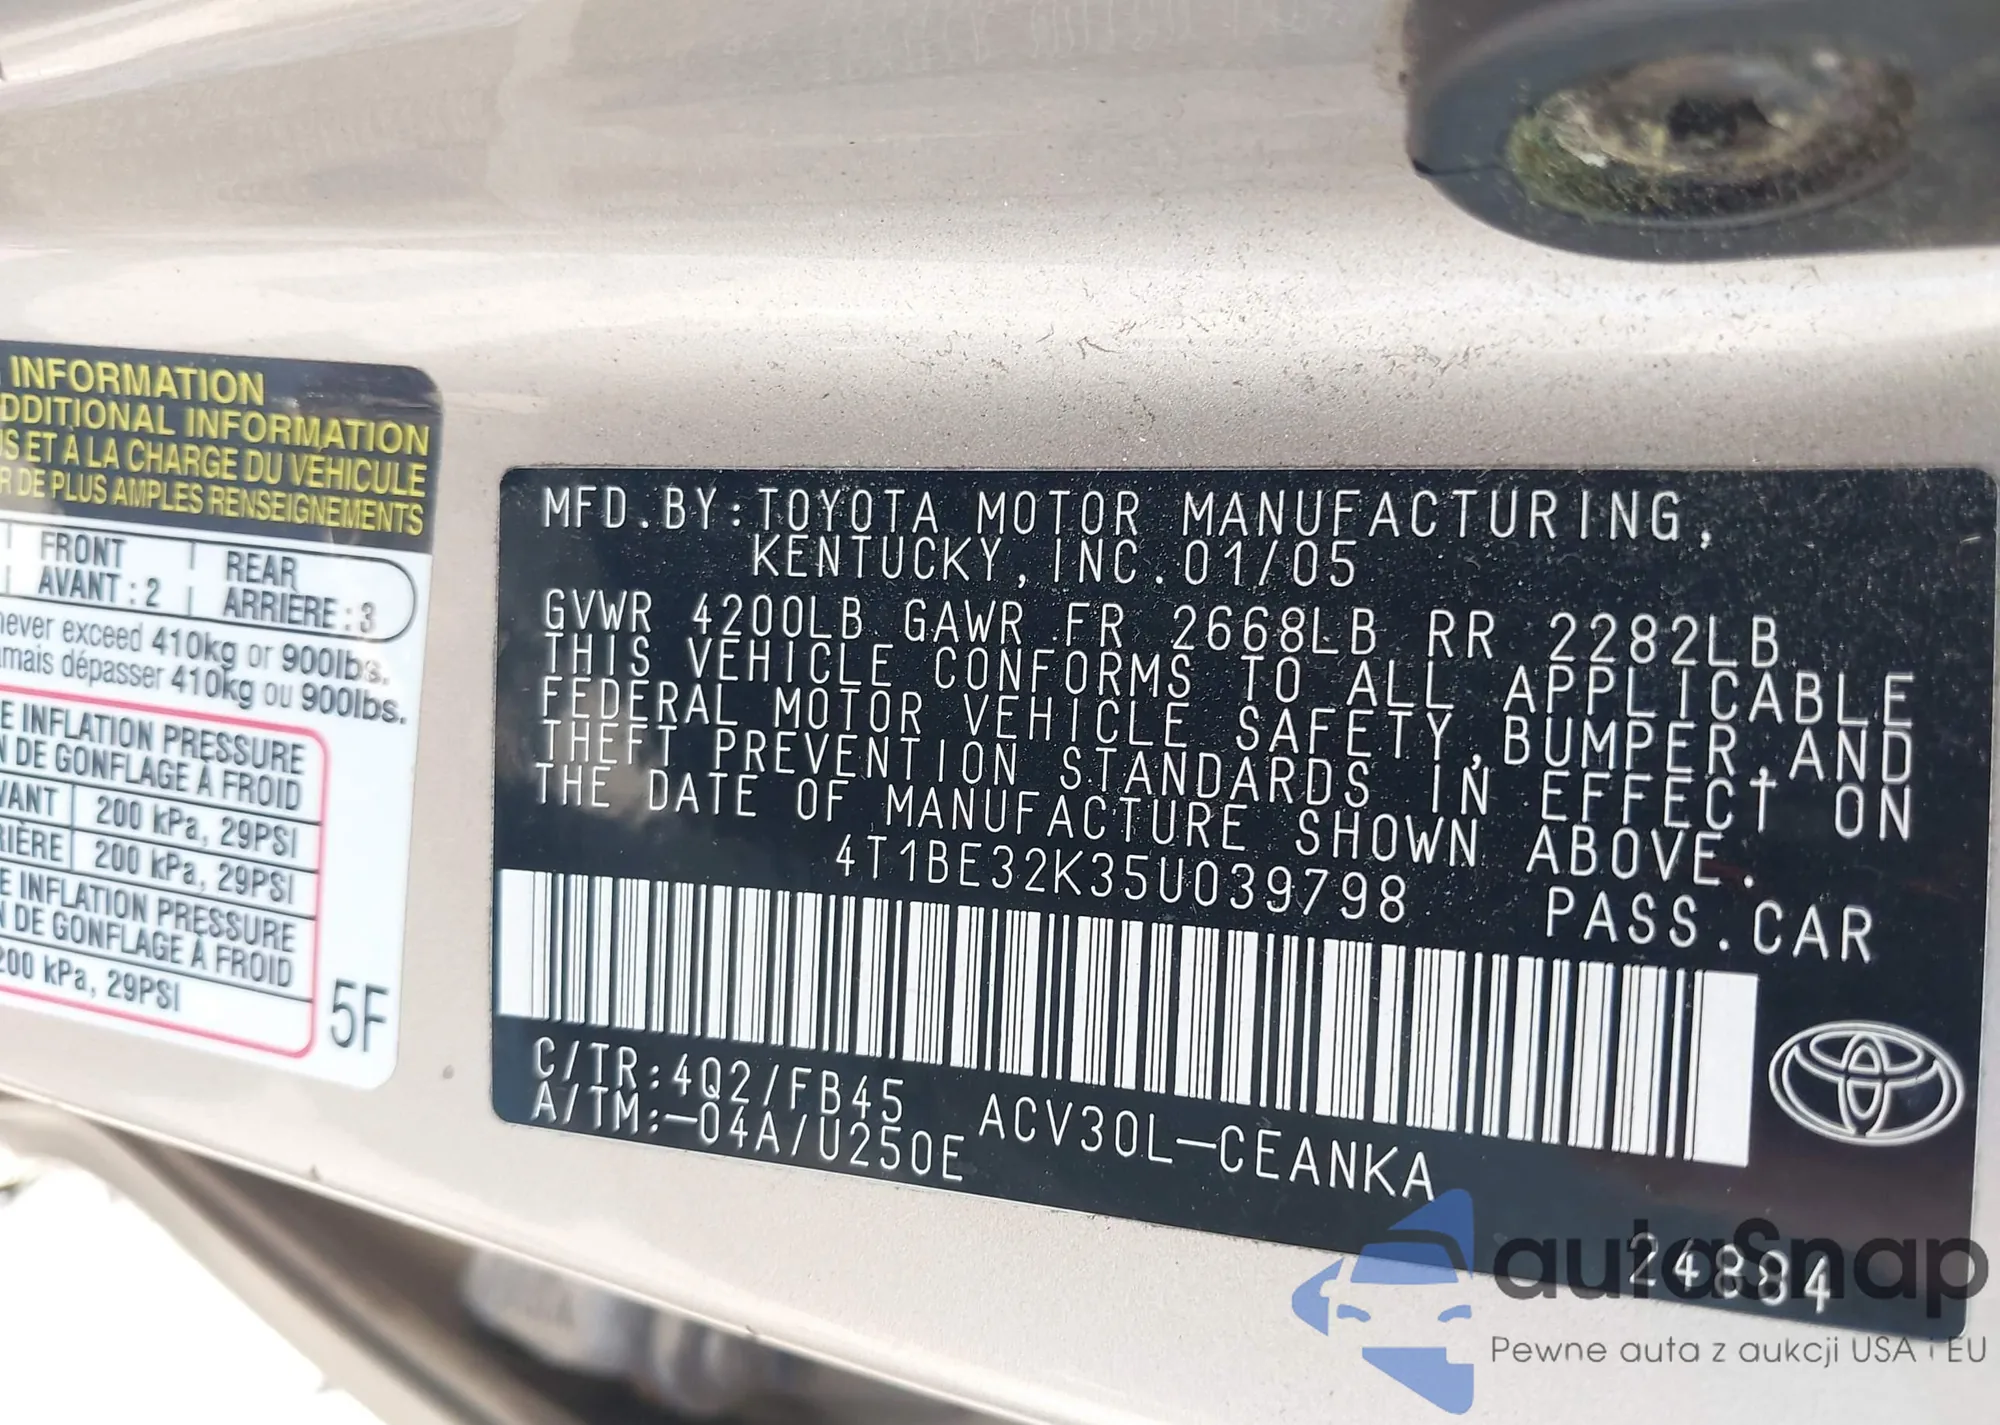 INFORMATION
DDITIONAL INFORMATION
US ET À LA CHARGE DU VÉHICULE
R DE PLUS AMPLES RENSEIGNEMENTS
FRONT
AVANT : 2
REAR
ARRIÈRE : 3
never exceed 410kg or 900lbs.
amais dépasser 410kg ou 900lbs.
E INFLATION PRESSURE
N DE GONFLAGE À FROID
VANT 200 kPa, 29PSI
RIÈRE 200 kPa, 29PSI
E INFLATION PRESSURE
N DE GONFLAGE À FROID
200 kPa, 29PSI
5F
MFD.BY:TOYOTA MOTOR MANUFACTURING,
KENTUCKY, INC. 01/05
GVWR 4200LB GAWR FR 2668LB RR 2282LB
THIS VEHICLE CONFORMS TO ALL APPLICABLE
FEDERAL MOTOR VEHICLE SAFETY,BUMPER,AND
THEFT PREVENTION STANDARDS IN EFFECT ON
THE DATE OF MANUFACTURE SHOWN ABOVE.
4T1BE32K35U039798
PASS.CAR
C/TR:4Q2/FB45
A/TM:-04A/U250E
ACV30L-CEANKA
24884
autoSnap
Pewne auta z aukcji USA i EU